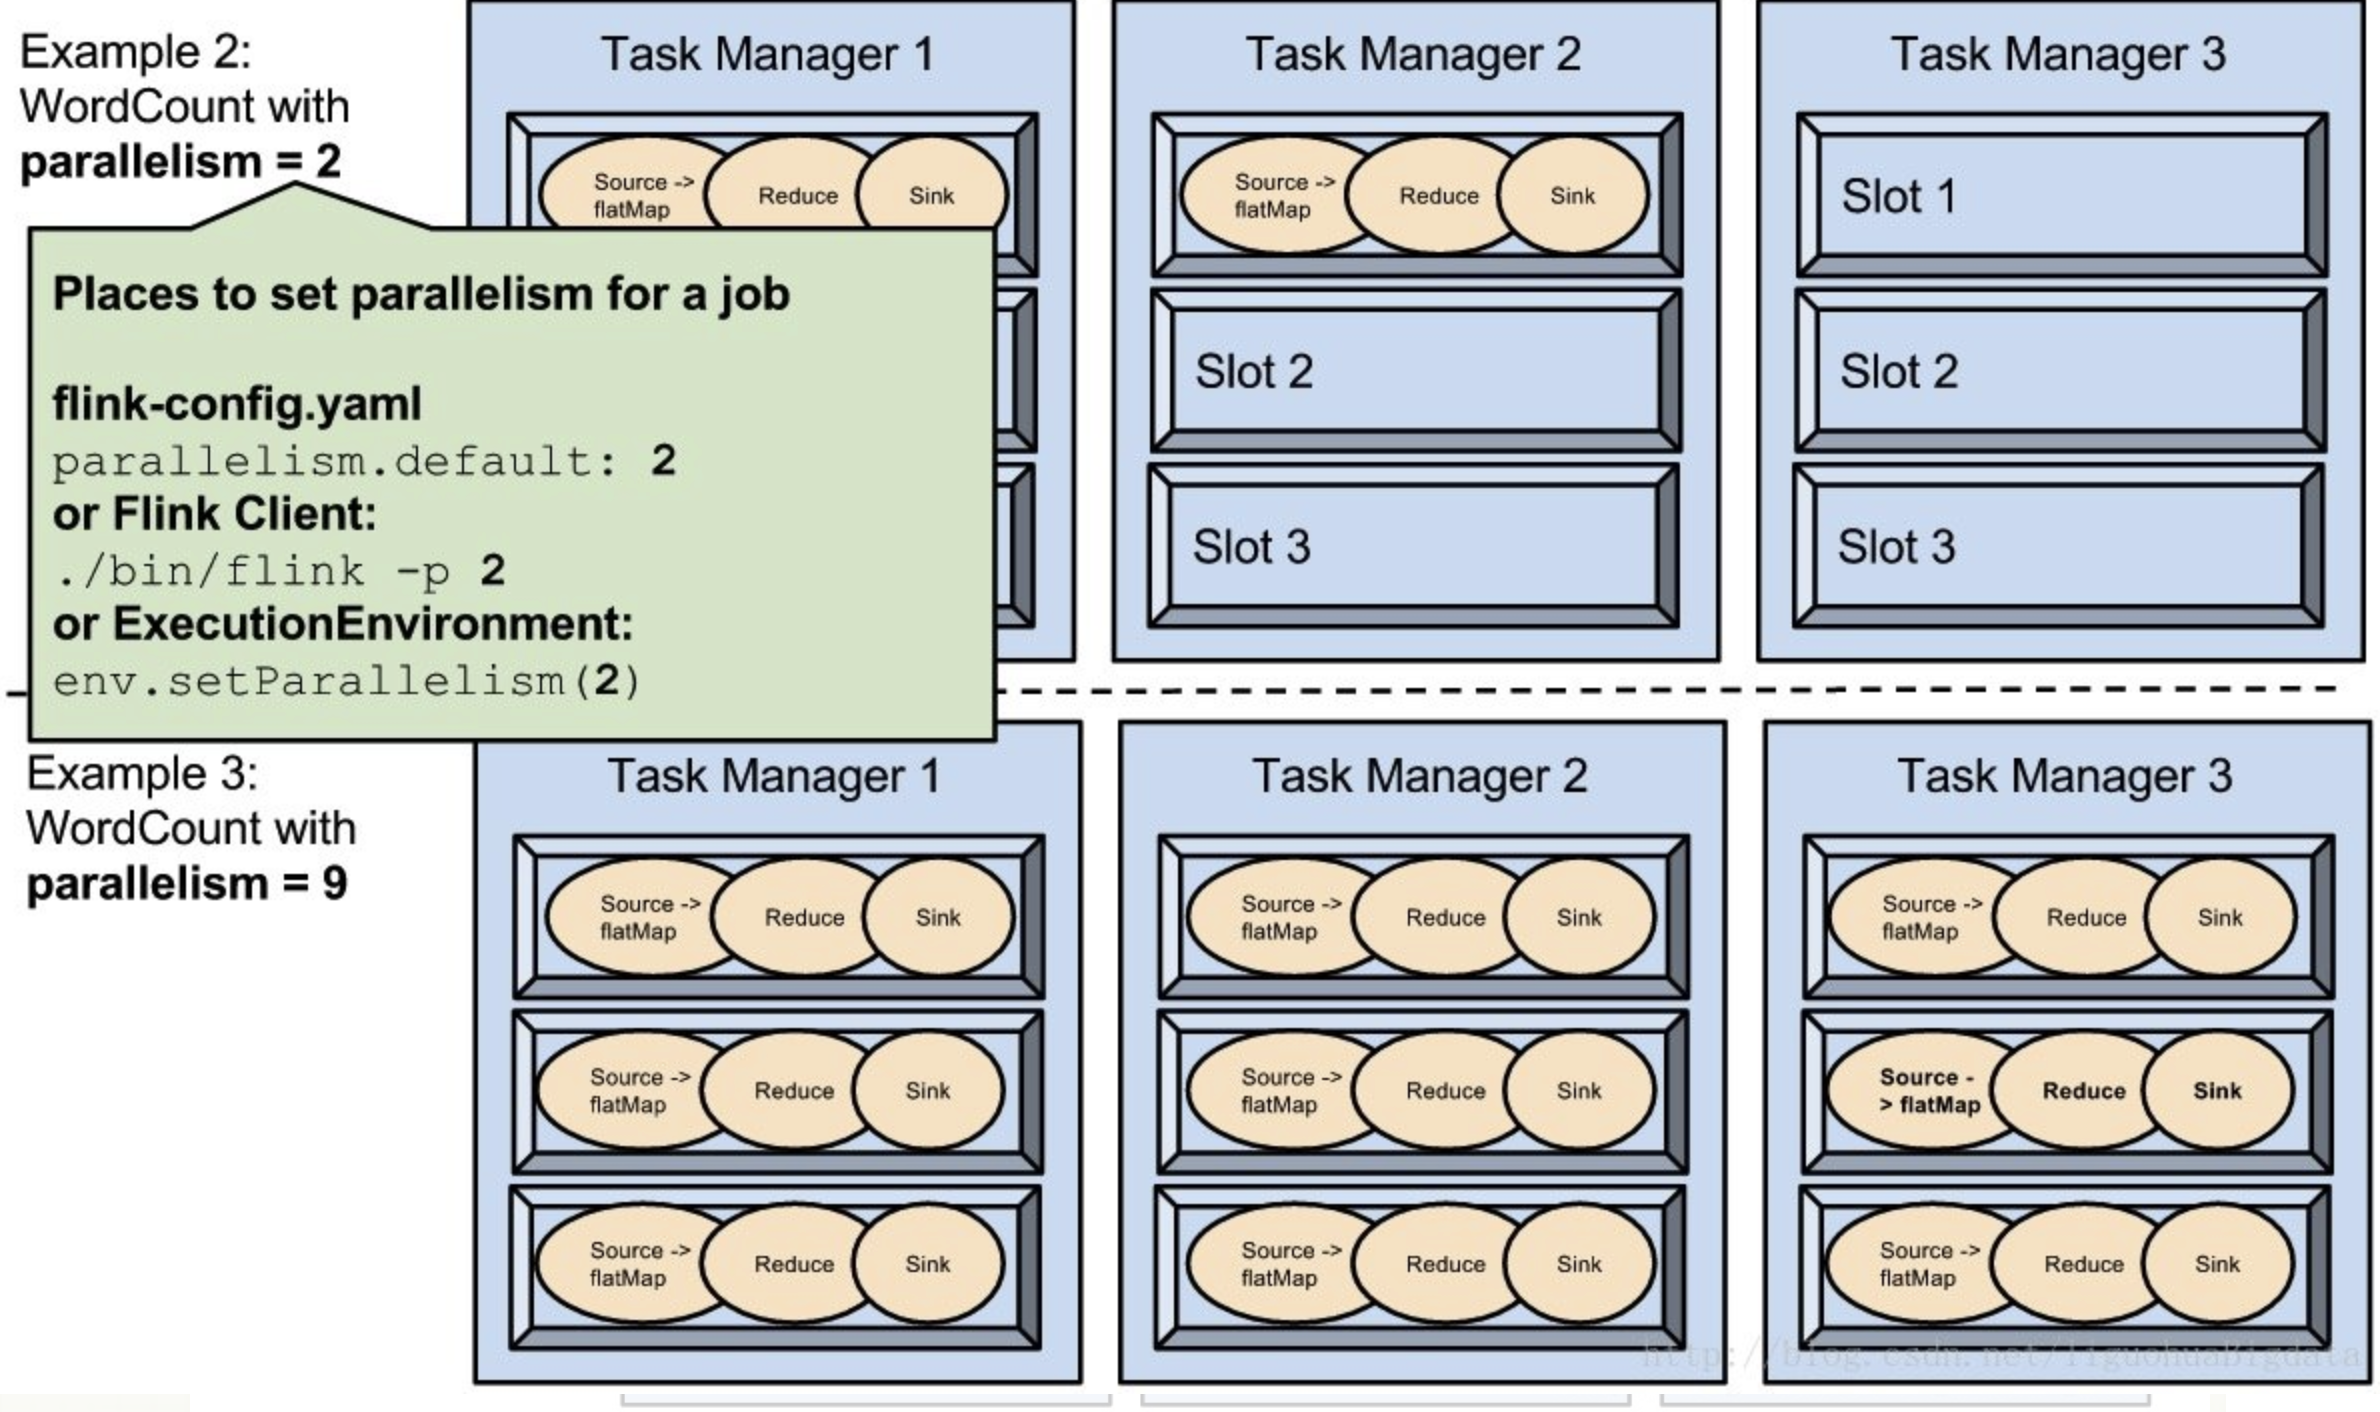 Example 2:
WordCount with
parallelism = 2
Task Manager 1
Source ->
flatMap
Reduce
Sink
Task Manager 2
Source ->
flatMap
Reduce
Sink
Slot 2
Slot 3
Task Manager 3
Slot 1
Slot 2
Slot 3
Places to set parallelism for a job
flink-config.yaml
parallelism.default: 2
or Flink Client:
./bin/flink -p 2
or ExecutionEnvironment:
env.setParallelism(2)
Example 3:
WordCount with
parallelism = 9
Task Manager 1
Source ->
flatMap
Reduce
Sink
Source ->
flatMap
Reduce
Sink
Source ->
flatMap
Reduce
Sink
Task Manager 2
Source ->
flatMap
Reduce
Sink
Source ->
flatMap
Reduce
Sink
Source ->
flatMap
Reduce
Sink
Task Manager 3
Source ->
flatMap
Reduce
Sink
Source -
> flatMap
Reduce
Sink
Source ->
flatMap
Reduce
Sink
http://blog.csdn.net/liguohuaBigdata